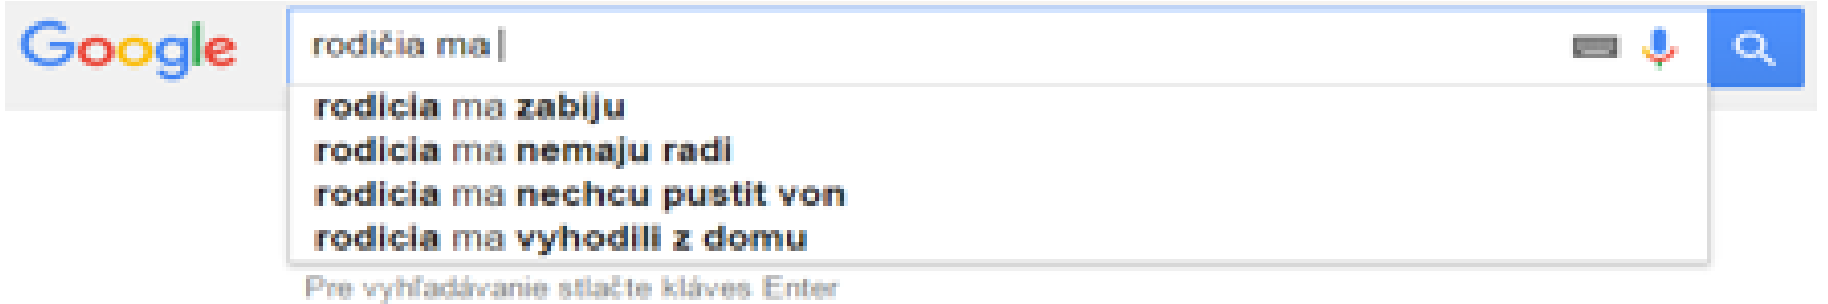 Google
rodičia ma
rodicia ma zabiju
rodicia ma nemaju radi
rodicia ma nechcu pustit von
rodicia ma vyhodili z domu
Pre vyhľadávanie stlačte kláves Enter